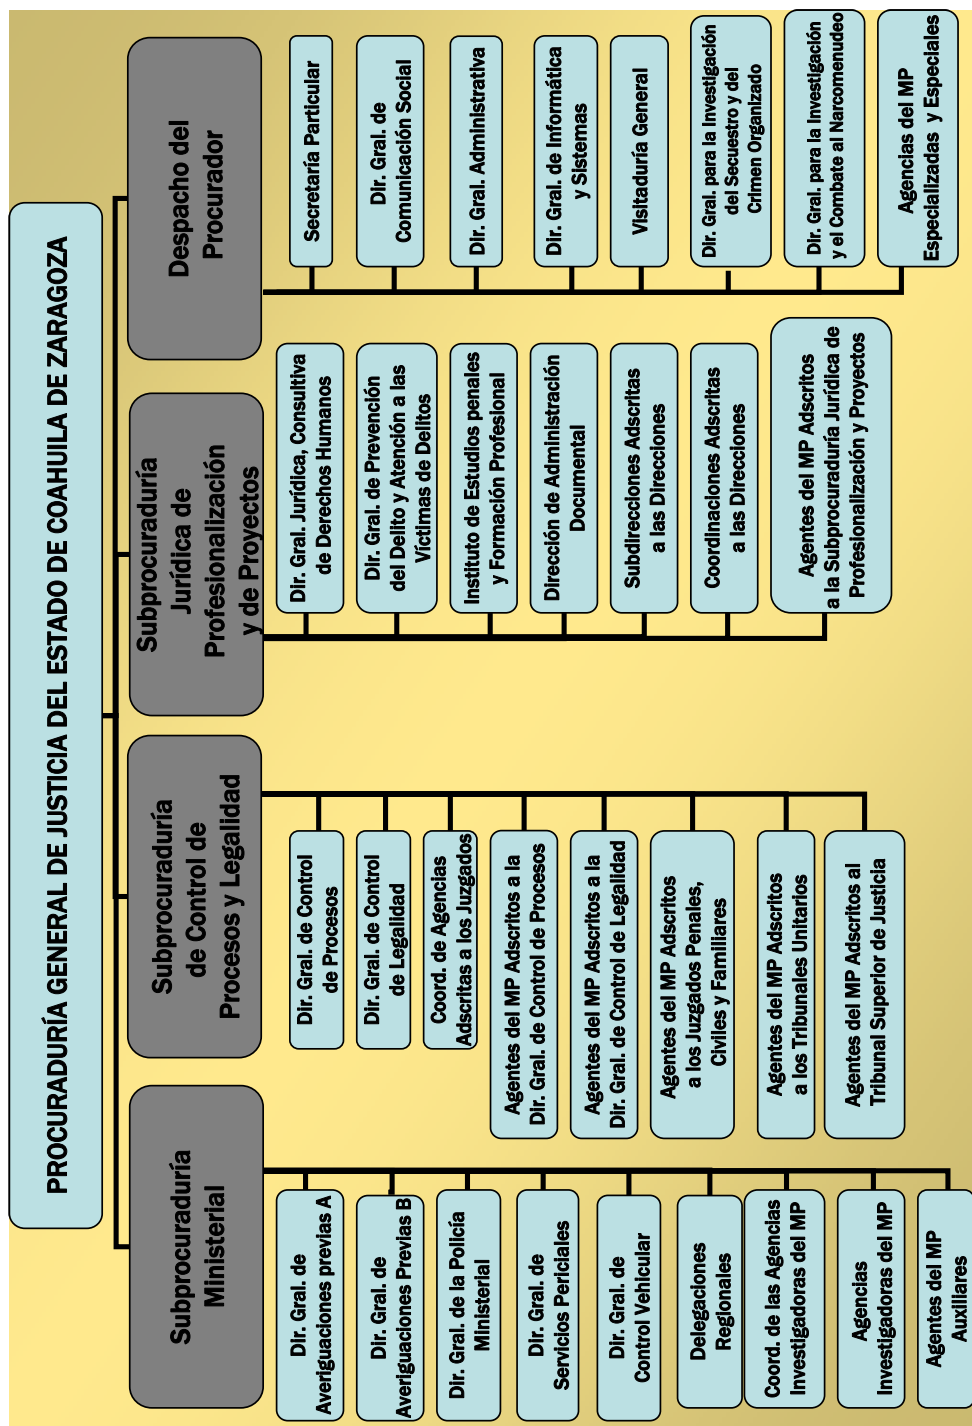 PROCURADURÍA GENERAL DE JUSTICIA DEL ESTADO DE COAHUILA DE ZARAGOZA
Subprocuraduría
Ministerial
Dir. Gral. de
Averiguaciones previas A
Dir. Gral. de
Averiguaciones Previas B
Dir. Gral. de la Policía
Ministerial
Dir. Gral. de
Servicios Periciales
Dir. Gral. de
Control Vehicular
Delegaciones
Regionales
Coord. de las Agencias
Investigadoras del MP
Agencias
Investigadoras del MP
Agentes del MP
Auxiliares
Subprocuraduría
de Control de
Procesos y Legalidad
Dir. Gral. de Control
de Procesos
Dir. Gral. de Control
de Legalidad
Coord. de Agencias
Adscritas a los Juzgados
Agentes del MP Adscritos a la
Dir. Gral. de Control de Procesos
Agentes del MP Adscritos a la
Dir. Gral. de Control de Legalidad
Agentes del MP Adscritos
a los Juzgados Penales,
Civiles y Familiares
Agentes del MP Adscritos
a los Tribunales Unitarios
Agentes del MP Adscritos al
Tribunal Superior de Justicia
Subprocuraduría
Jurídica de
Profesionalización
y de Proyectos
Dir. Gral. Jurídica, Consultiva
de Derechos Humanos
Dir. Gral. de Prevención
del Delito y Atención a las
Víctimas de Delitos
Instituto de Estudios penales
y Formación Profesional
Dirección de Administración
Documental
Subdirecciones Adscritas
a las Direcciones
Coordinaciones Adscritas
a las Direcciones
Agentes del MP Adscritos
a la Subprocuraduría Jurídica de
Profesionalización y Proyectos
Despacho del
Procurador
Secretaría Particular
Dir. Gral. de
Comunicación Social
Dir. Gral. Administrativa
Dir. Gral. de Informática
y Sistemas
Visitaduría General
Dir. Gral. para la Investigación
del Secuestro y del
Crimen Organizado
Dir. Gral. para la Investigación
y el Combate al Narcomenudeo
Agencias del MP
Especializadas y Especiales